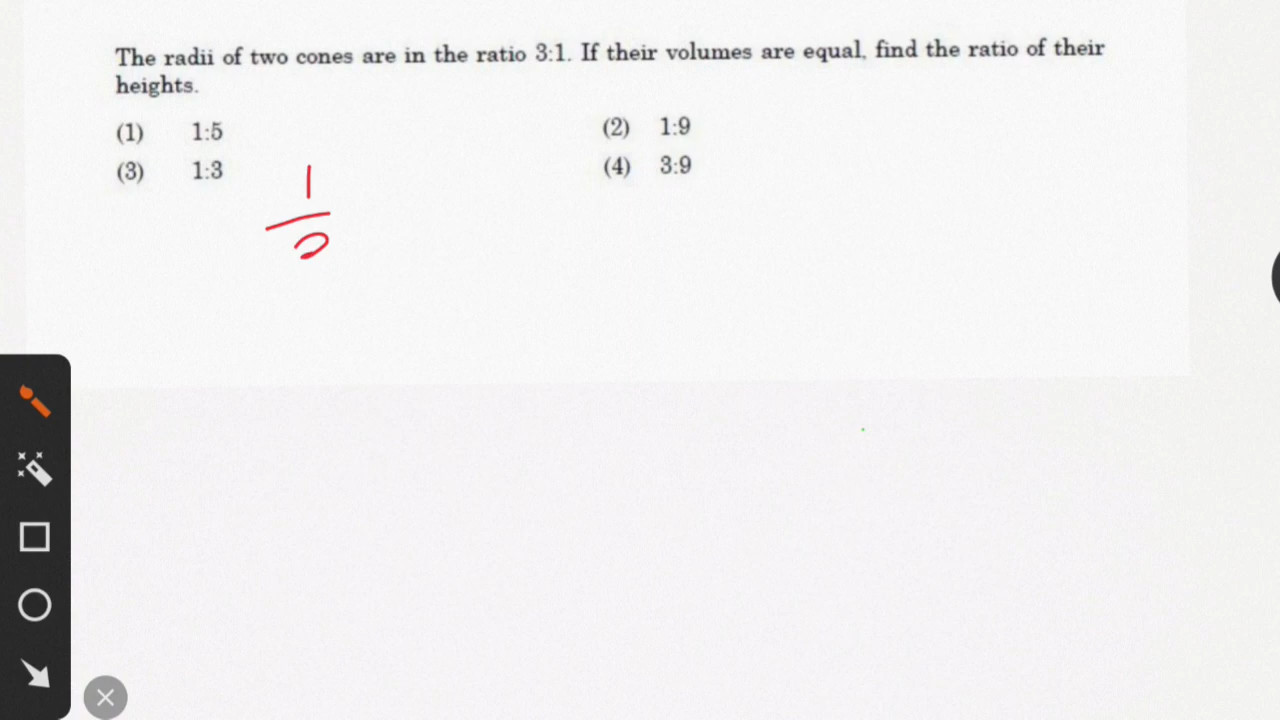 The radii of two cones are in the ratio 3:1. If their volumes are equal, find the ratio of their
heights.
(1) 1:5 (2) 1:9
(3) 1:3 (4) 3:9
1